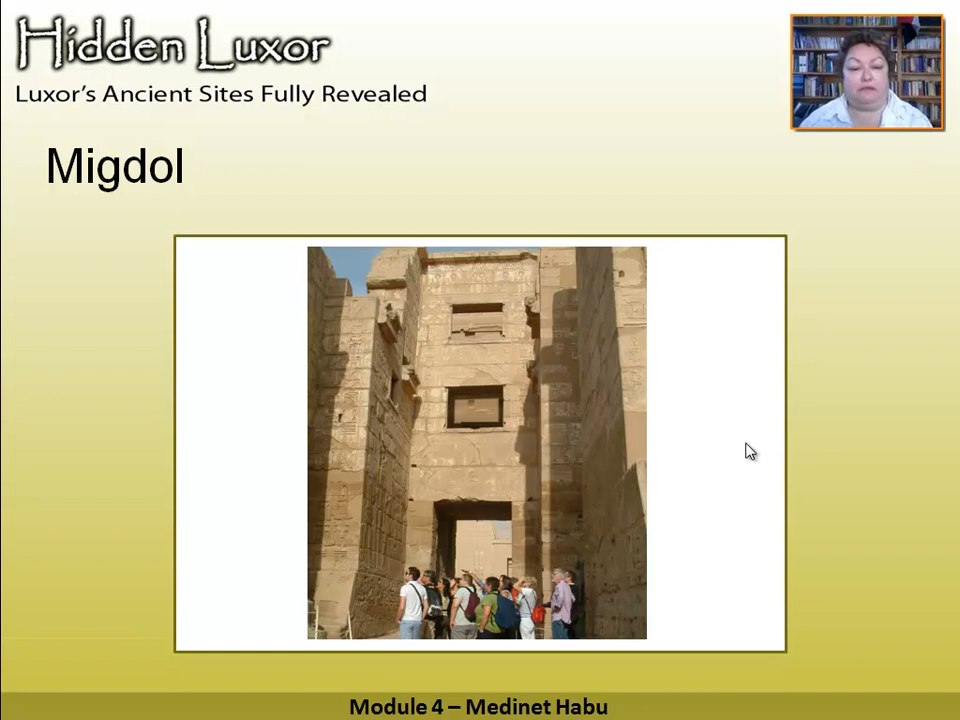 Hidden Luxor
Luxor's Ancient Sites Fully Revealed
Migdol
Module 4 – Medinet Habu